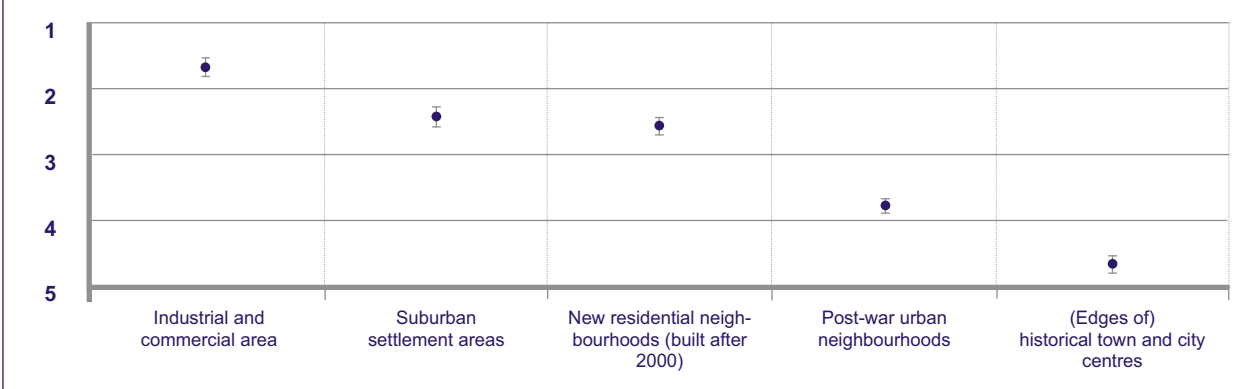 1
2
3
4
5
Industrial and
commercial area
Suburban
settlement areas
New residential neigh-
bourhoods (built after
2000)
Post-war urban
neighbourhoods
(Edges of)
historical town and city
centres